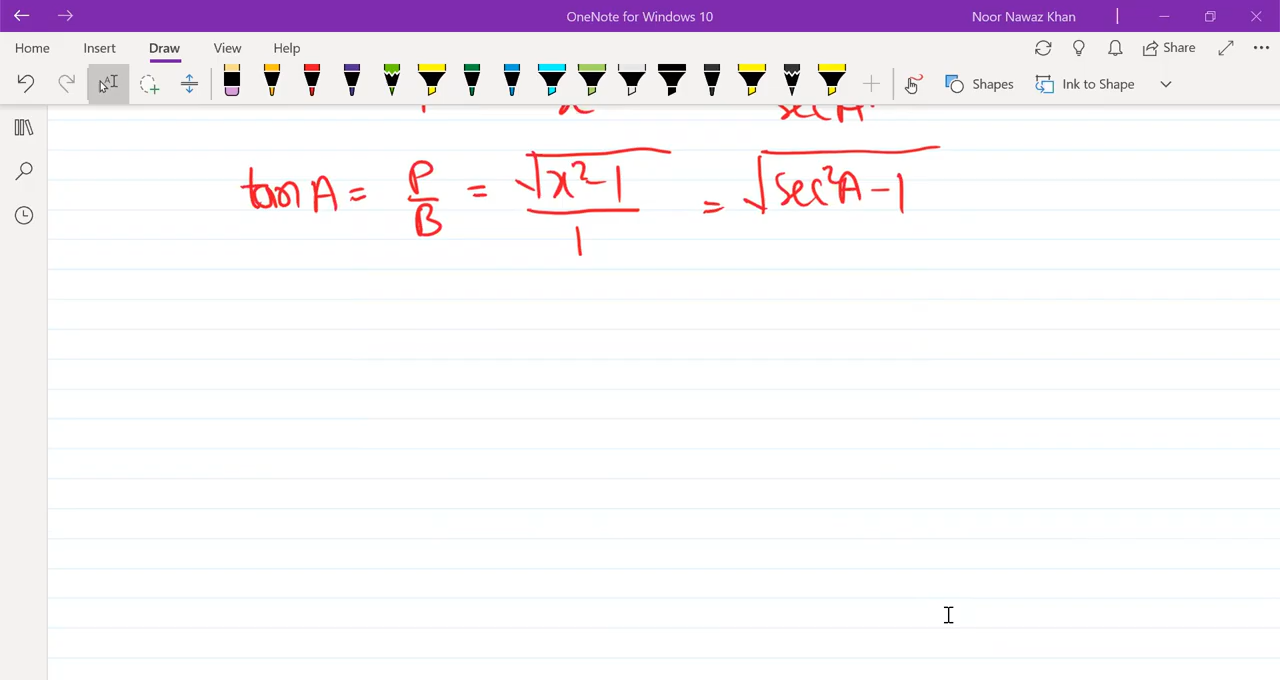 OneNote for Windows 10
Noor Nawaz Khan
Home Insert Draw View Help
Share
Shapes
Ink to Shape
tan A = P/B = √(x²-1)/1 = √(sec²A-1)